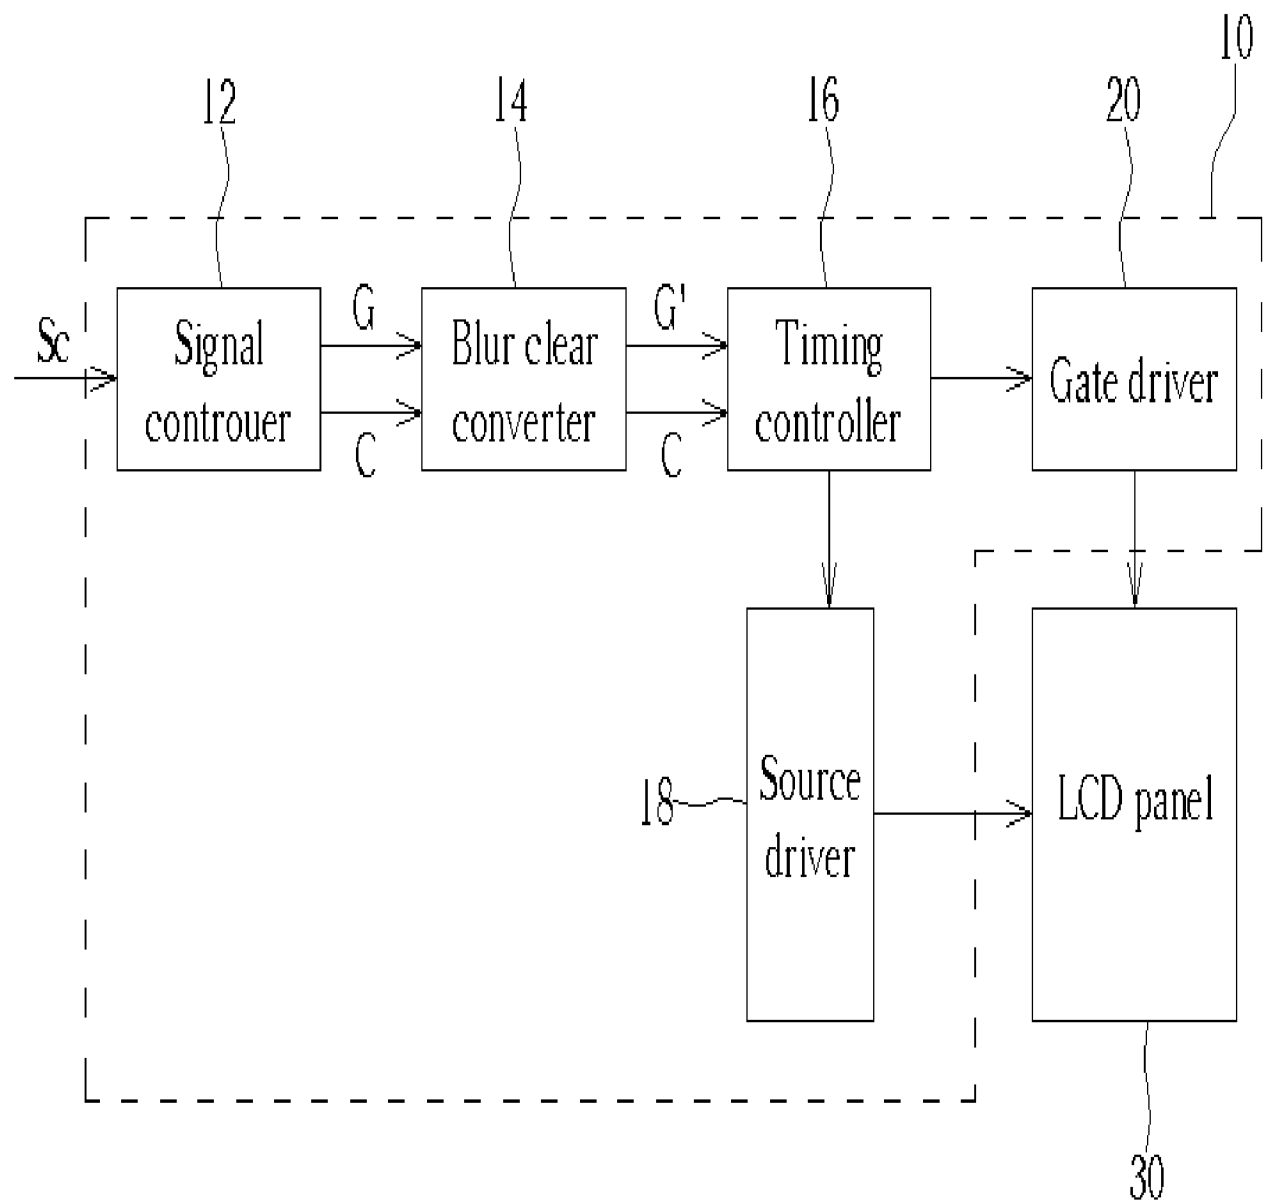 10
12
14
16
20
Sc
G
G'
Signal
controuer
Blur clear
converter
Timing
controller
Gate driver
C
C
18
Source
driver
LCD panel
30